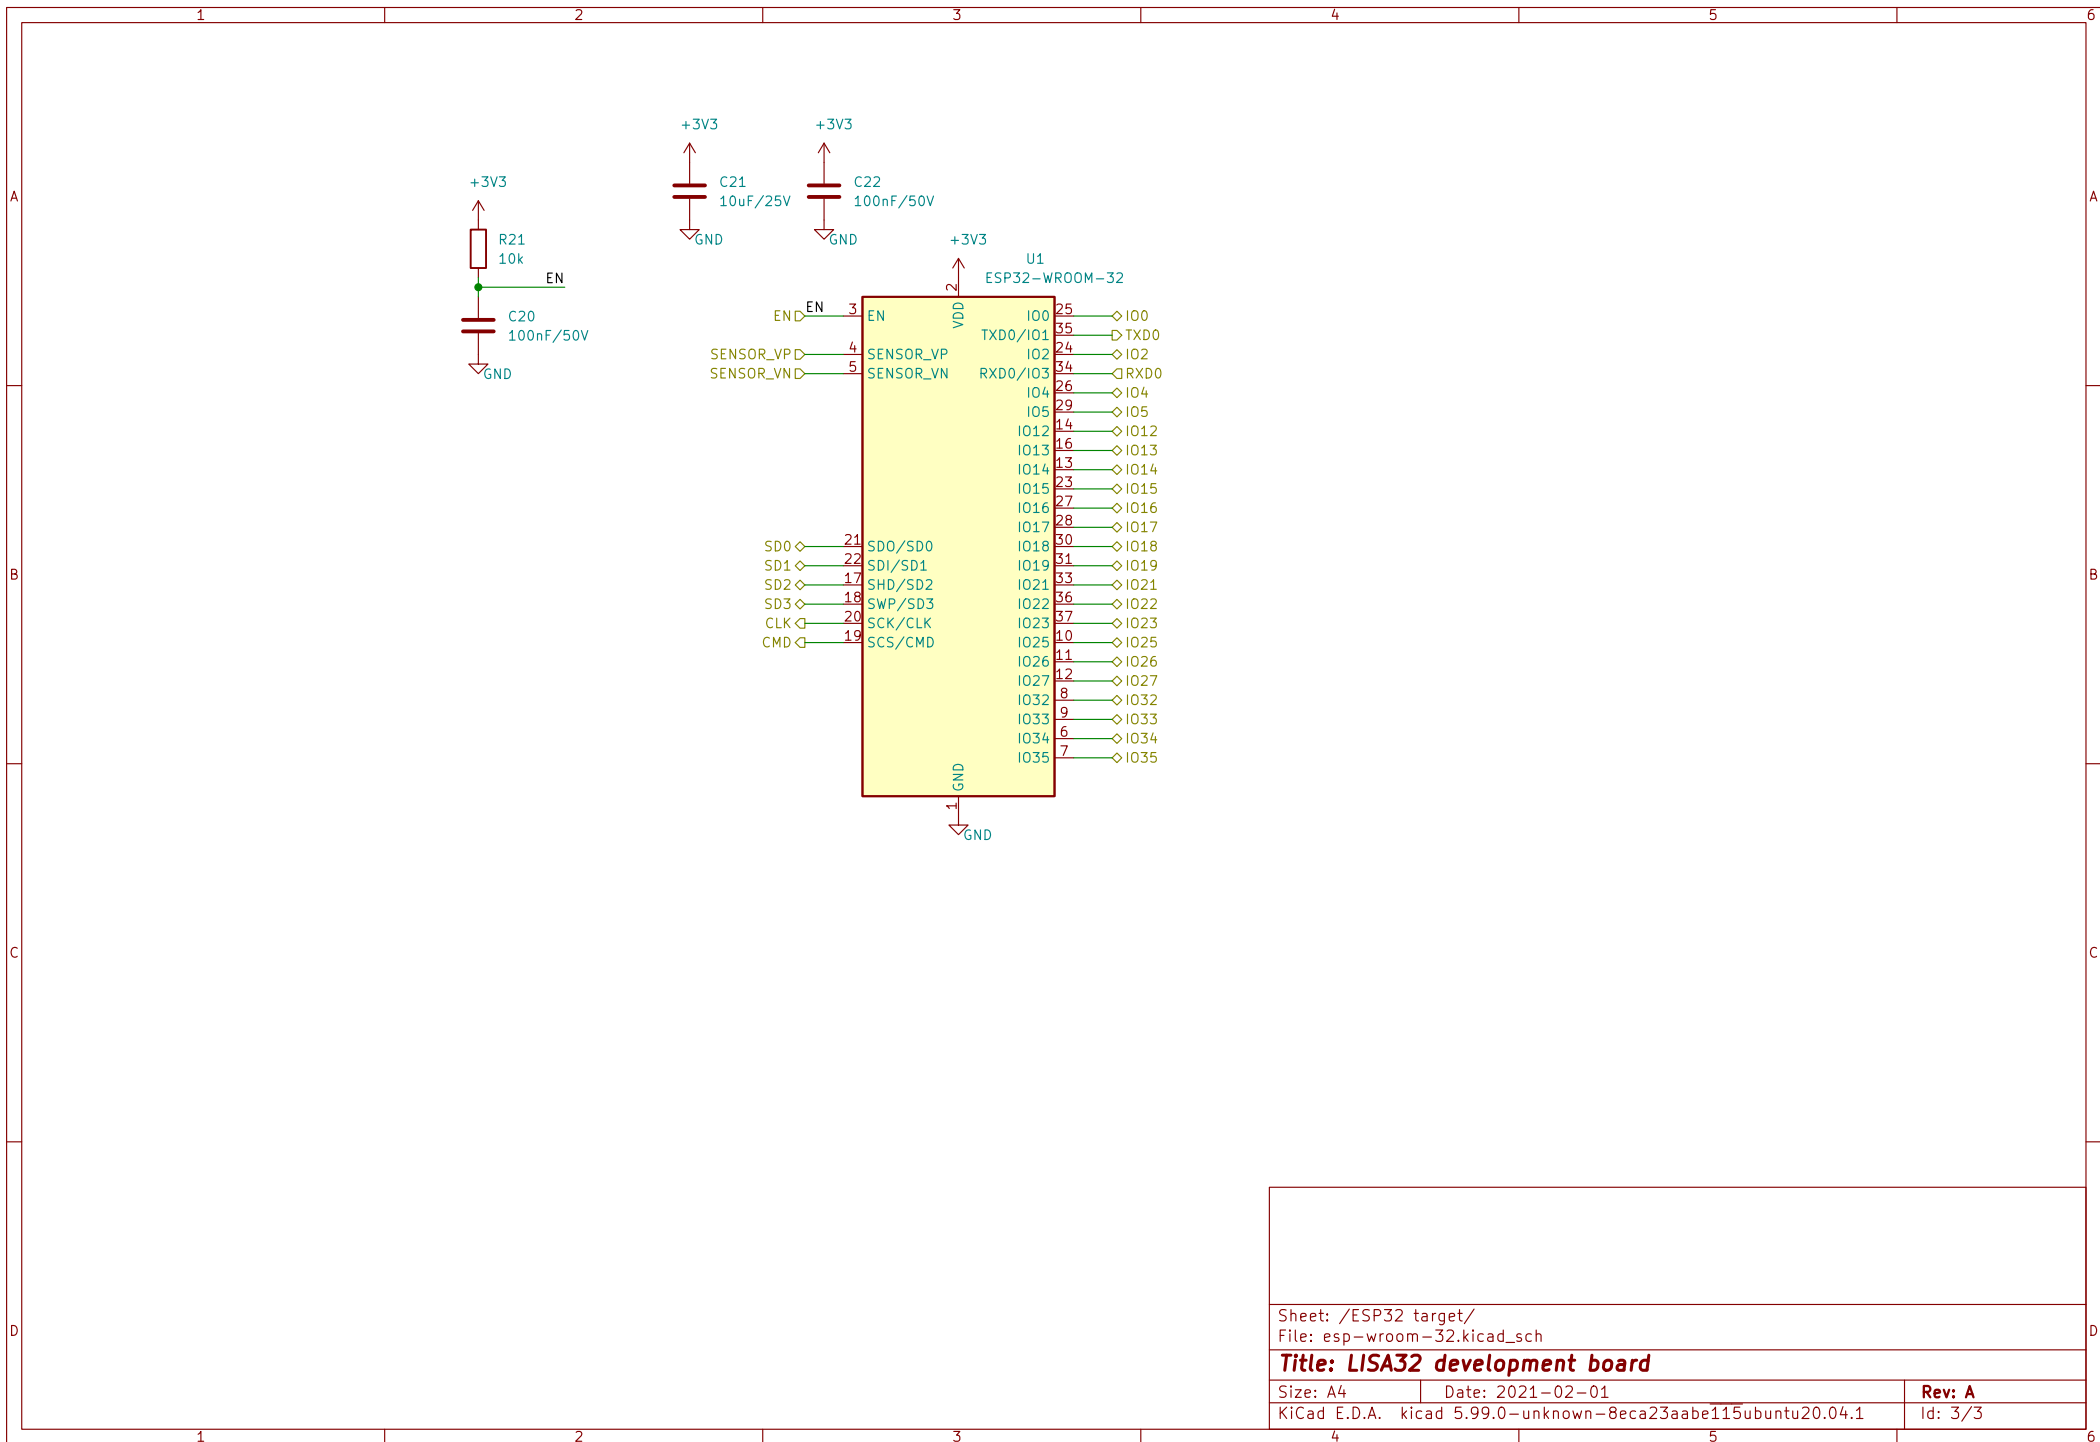 1 2 3 4 5 6
+3V3 +3V3
+3V3 C21 C22
A 10uF/25V 100nF/50V A
R21 GND GND +3V3
10k U1
EN ESP32-WROOM-32
2
C20
100nF/50V
GND
EN EN 3 EN VDD IO0 25 IO0
TXD0/IO1 35 TXD0
SENSOR_VP 4 SENSOR_VP IO2 24 IO2
SENSOR_VN 5 SENSOR_VN RXD0/IO3 34 RXD0
IO4 26 IO4
IO5 29 IO5
IO12 14 IO12
IO13 16 IO13
IO14 13 IO14
IO15 23 IO15
IO16 27 IO16
IO17 28 IO17
SD0 21 SDO/SD0 IO18 30 IO18
SD1 22 SDI/SD1 IO19 31 IO19
B SD2 17 SHD/SD2 IO21 33 IO21 B
SD3 18 SWP/SD3 IO22 36 IO22
CLK 20 SCK/CLK IO23 37 IO23
CMD 19 SCS/CMD IO25 10 IO25
IO26 11 IO26
IO27 12 IO27
IO32 8 IO32
IO33 9 IO33
IO34 6 IO34
IO35 7 IO35
GND
1
GND
C C
Sheet: /ESP32 target/
D File: esp-wroom-32.kicad_sch D
Title: LISA32 development board
Size: A4 Date: 2021-02-01 Rev: A
KiCad E.D.A. kicad 5.99.0-unknown-8eca23aabe115ubuntu20.04.1 Id: 3/3
1 2 3 4 5 6